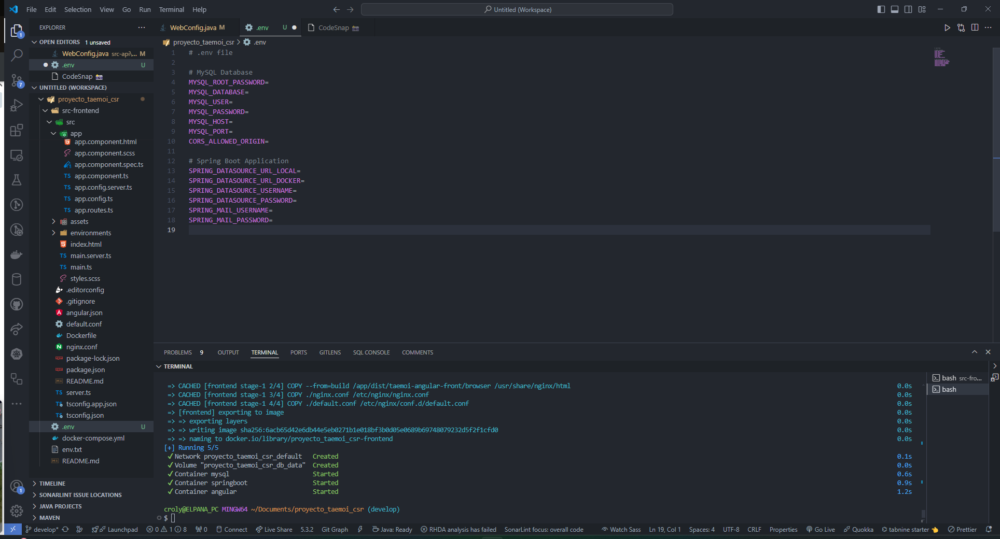 File Edit Selection View Go Run Terminal Help
Untitled (Workspace)
EXPLORER
WebConfig.java M
.env U
CodeSnap
OPEN EDITORS 1 unsaved
WebConfig.java src-api\... M
.env U
CodeSnap
UNTITLED (WORKSPACE)
proyecto_taemoi_csr
src-frontend
src
app
app.component.html
app.component.scss
app.component.spec.ts
app.component.ts
app.config.server.ts
app.config.ts
app.routes.ts
assets
environments
index.html
main.server.ts
main.ts
styles.scss
.editorconfig
.gitignore
angular.json
default.conf
Dockerfile
nginx.conf
package-lock.json
package.json
README.md
server.ts
tsconfig.app.json
tsconfig.json
.env U
docker-compose.yml
env.txt
README.md
TIMELINE
SONARLINT ISSUE LOCATIONS
JAVA PROJECTS
MAVEN
proyecto_taemoi_csr > .env
1 # .env file
2
3 # MySQL Database
4 MYSQL_ROOT_PASSWORD=
5 MYSQL_DATABASE=
6 MYSQL_USER=
7 MYSQL_PASSWORD=
8 MYSQL_HOST=
9 MYSQL_PORT=
10 CORS_ALLOWED_ORIGIN=
11
12 # Spring Boot Application
13 SPRING_DATASOURCE_URL_LOCAL=
14 SPRING_DATASOURCE_URL_DOCKER=
15 SPRING_DATASOURCE_USERNAME=
16 SPRING_DATASOURCE_PASSWORD=
17 SPRING_MAIL_USERNAME=
18 SPRING_MAIL_PASSWORD=
19
PROBLEMS 9 OUTPUT TERMINAL PORTS GITLENS SQL CONSOLE COMMENTS
TERMINAL
=> CACHED [frontend stage-1 2/4] COPY --from=build /app/dist/taemoi-angular-front/browser /usr/share/nginx/html 0.0s
=> CACHED [frontend stage-1 3/4] COPY ./nginx.conf /etc/nginx/nginx.conf 0.0s
=> CACHED [frontend stage-1 4/4] COPY ./default.conf /etc/nginx/conf.d/default.conf 0.0s
=> [frontend] exporting to image 0.0s
=> => exporting layers 0.0s
=> => writing image sha256:6acb65d42e6db44e5eb0271b1e018bf3b0d05e0689b69748079232d5f2f1cfd0 0.0s
=> => naming to docker.io/library/proyecto_taemoi_csr-frontend 0.0s
[+] Running 5/5
✓Network proyecto_taemoi_csr_default Created 0.1s
✓Volume "proyecto_taemoi_csr_db_data" Created 0.0s
✓Container mysql Started 0.6s
✓Container springboot Started 0.9s
✓Container angular Started 1.2s
croly@ELPANA_PC MINGW64 ~/Documents/proyecto_taemoi_csr (develop)
$
bash src-fro...
bash
1
7
1
develop* Launchpad 0 1 8 0 Connect Live Share 5.3.2 Git Graph Java: Ready RHDA analysis has failed SonarLint focus: overall code Watch Sass Ln 19, Col 1 Spaces: 4 UTF-8 CRLF Properties Go Live Quokka tabnine starter Prettier